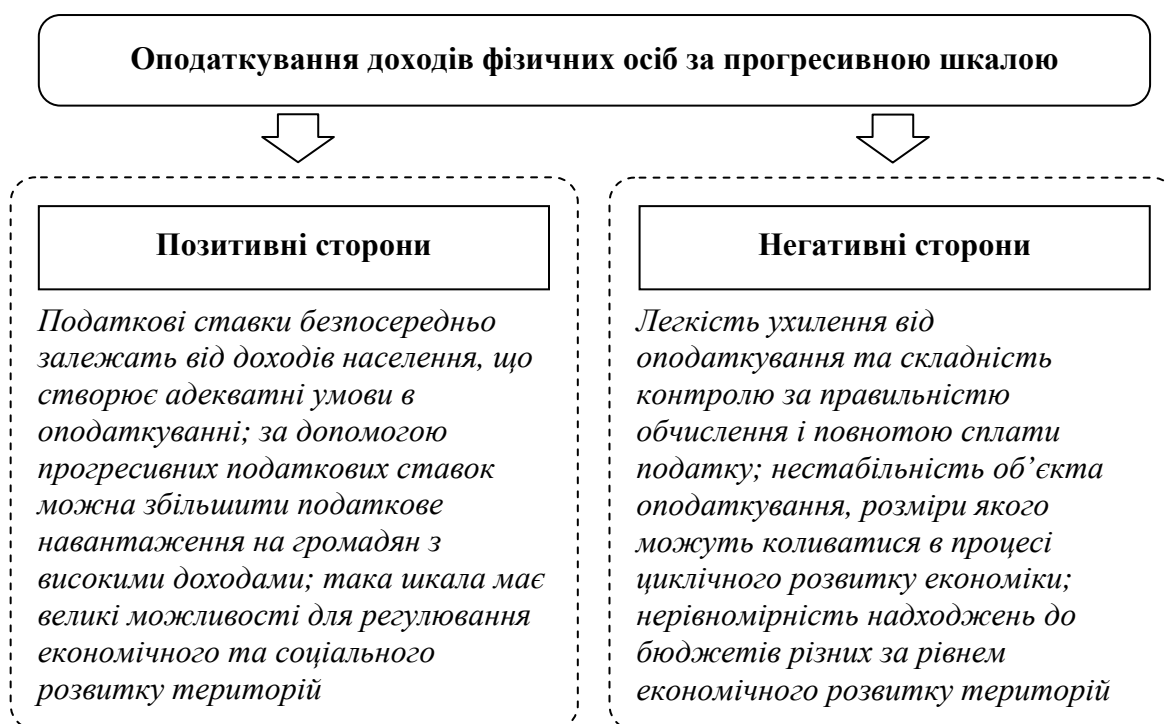 Оподаткування доходів фізичних осіб за прогресивною шкалою
Позитивні сторони
Податкові ставки безпосередньо
залежать від доходів населення, що
створює адекватні умови в
оподаткуванні; за допомогою
прогресивних податкових ставок
можна збільшити податкове
навантаження на громадян з
високими доходами; така шкала має
великі можливості для регулювання
економічного та соціального
розвитку територій
Негативні сторони
Легкість ухилення від
оподаткування та складність
контролю за правильністю
обчислення і повнотою сплати
податку; нестабільність об’єкта
оподаткування, розміри якого
можуть коливатися в процесі
циклічного розвитку економіки;
нерівномірність надходжень до
бюджетів різних за рівнем
економічного розвитку територій